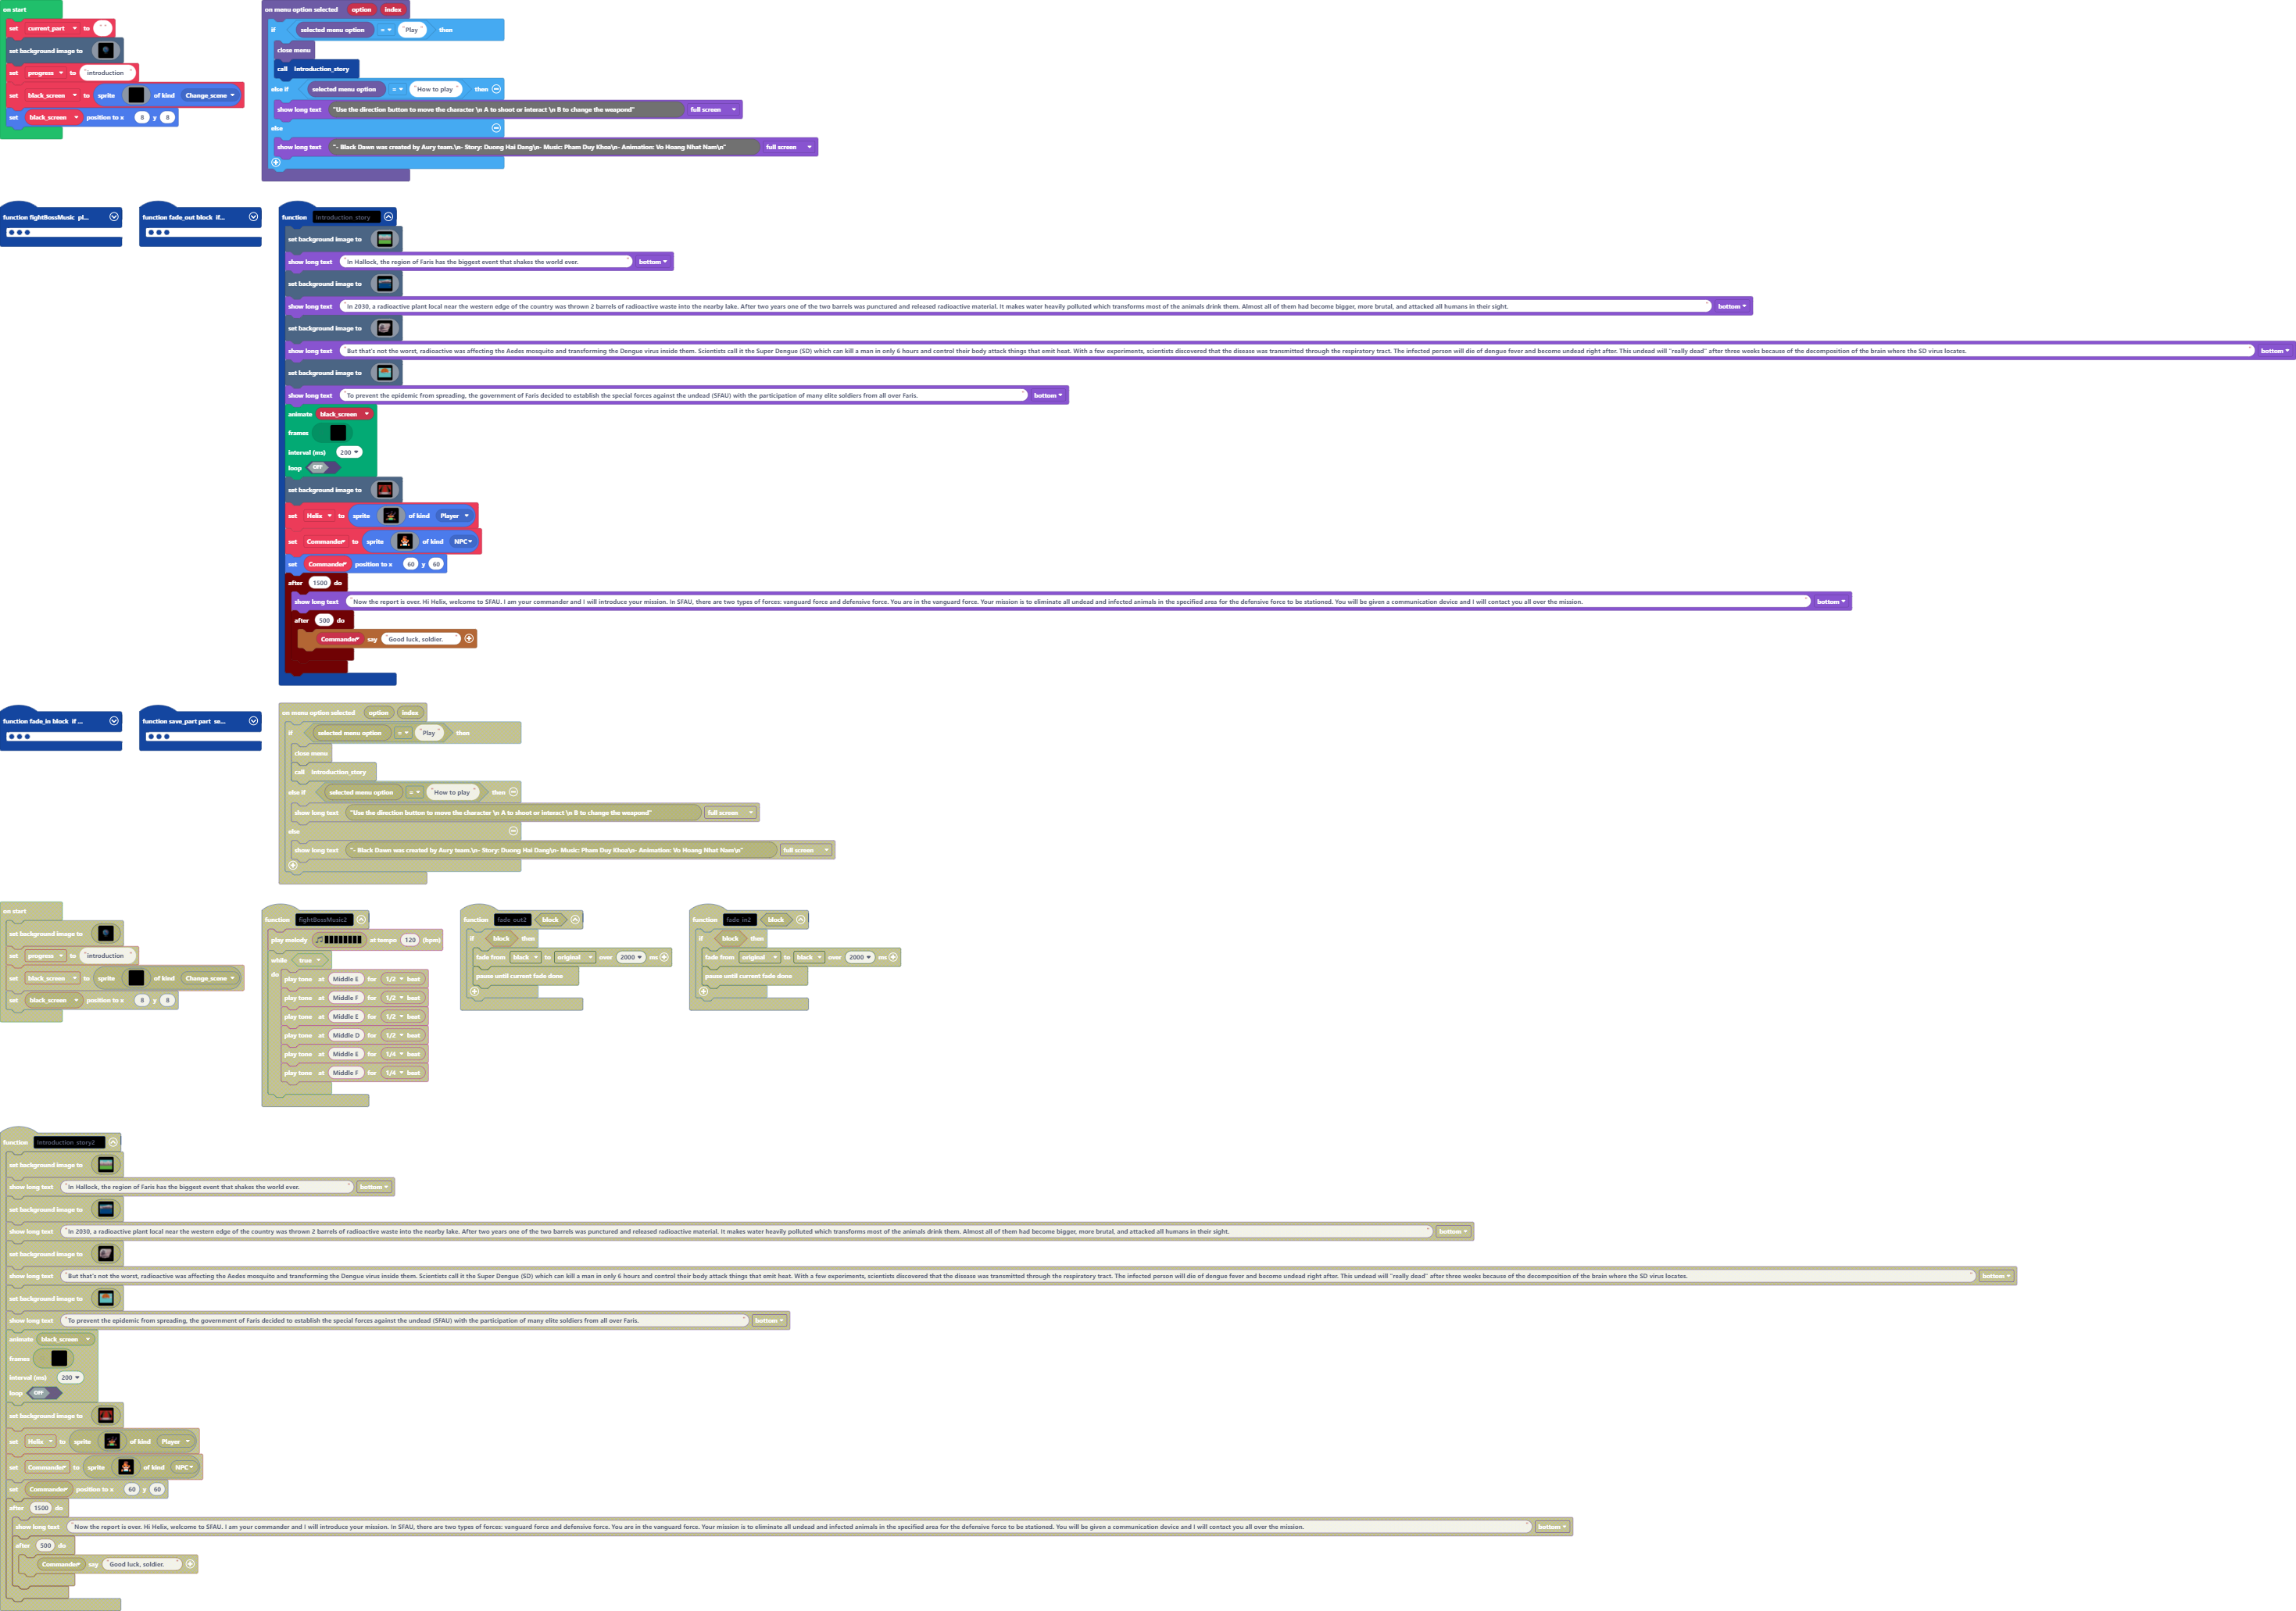 on start
set current_part to " "
set background image to
set progress to "introduction"
set black_screen to sprite of kind Change_scene
set black_screen position to x 8 y 8
on menu option selected option index
if selected menu option = "Play" then
close menu
call Introduction_story
else if selected menu option = "How to play" then
show long text "Use the direction button to move the character \n A to shoot or interact \n B to change the weapond" full screen
else
show long text "- Black Dawn was created by Aury team.\n- Story: Duong Hai Dang\n- Music: Pham Duy Khoa\n- Animation: Vo Hoang Nhat Nam\n" full screen
function fightBossMusic pl...
function fade_out block if...
function Introduction_story
set background image to
show long text "In Hallock, the region of Faris has the biggest event that shakes the world ever." bottom
set background image to
show long text "In 2030, a radioactive plant local near the western edge of the country was thrown 2 barrels of radioactive waste into the nearby lake. After two years one of the two barrels was punctured and released radioactive material. It makes water heavily polluted which transforms most of the animals drink them. Almost all of them had become bigger, more brutal, and attacked all humans in their sight." bottom
set background image to
show long text "But that's not the worst, radioactive was affecting the Aedes mosquito and transforming the Dengue virus inside them. Scientists call it the Super Dengue (SD) which can kill a man in only 6 hours and control their body attack things that emit heat. With a few experiments, scientists discovered that the disease was transmitted through the respiratory tract. The infected person will die of dengue fever and become undead right after. This undead will "really dead" after three weeks because of the decomposition of the brain where the SD virus locates." bottom
set background image to
show long text "To prevent the epidemic from spreading, the government of Faris decided to establish the special forces against the undead (SFAU) with the participation of many elite soldiers from all over Faris." bottom
animate black_screen
frames
interval (ms) 200
loop OFF
set background image to
set Helix to sprite of kind Player
set Commander to sprite of kind NPC
set Commander position to x 60 y 60
after 1500 do
show long text "Now the report is over. Hi Helix, welcome to SFAU. I am your commander and I will introduce your mission. In SFAU, there are two types of forces: vanguard force and defensive force. You are in the vanguard force. Your mission is to eliminate all undead and infected animals in the specified area for the defensive force to be stationed. You will be given a communication device and I will contact you all over the mission." bottom
after 500 do
Commander say "Good luck, soldier."
function fade_in block if ...
function save_part part se...
on menu option selected option index
if selected menu option = "Play" then
close menu
call Introduction_story
else if selected menu option = "How to play" then
show long text "Use the direction button to move the character \n A to shoot or interact \n B to change the weapond" full screen
else
show long text "- Black Dawn was created by Aury team.\n- Story: Duong Hai Dang\n- Music: Pham Duy Khoa\n- Animation: Vo Hoang Nhat Nam\n" full screen
on start
set background image to
set progress to "introduction"
set black_screen to sprite of kind Change_scene
set black_screen position to x 8 y 8
function fightBossMusic2
play melody at tempo 120 (bpm)
while true
do
play tone at Middle E for 1/2 beat
play tone at Middle F for 1/2 beat
play tone at Middle E for 1/2 beat
play tone at Middle D for 1/2 beat
play tone at Middle E for 1/4 beat
play tone at Middle F for 1/4 beat
function fade_out2 block
if block then
fade from black to original over 2000 ms
pause until current fade done
function fade_in2 block
if block then
fade from original to black over 2000 ms
pause until current fade done
function Introduction_story2
set background image to
show long text "In Hallock, the region of Faris has the biggest event that shakes the world ever." bottom
set background image to
show long text "In 2030, a radioactive plant local near the western edge of the country was thrown 2 barrels of radioactive waste into the nearby lake. After two years one of the two barrels was punctured and released radioactive material. It makes water heavily polluted which transforms most of the animals drink them. Almost all of them had become bigger, more brutal, and attacked all humans in their sight." bottom
set background image to
show long text "But that's not the worst, radioactive was affecting the Aedes mosquito and transforming the Dengue virus inside them. Scientists call it the Super Dengue (SD) which can kill a man in only 6 hours and control their body attack things that emit heat. With a few experiments, scientists discovered that the disease was transmitted through the respiratory tract. The infected person will die of dengue fever and become undead right after. This undead will "really dead" after three weeks because of the decomposition of the brain where the SD virus locates." bottom
set background image to
show long text "To prevent the epidemic from spreading, the government of Faris decided to establish the special forces against the undead (SFAU) with the participation of many elite soldiers from all over Faris." bottom
animate black_screen
frames
interval (ms) 200
loop OFF
set background image to
set Helix to sprite of kind Player
set Commander to sprite of kind NPC
set Commander position to x 60 y 60
after 1500 do
show long text "Now the report is over. Hi Helix, welcome to SFAU. I am your commander and I will introduce your mission. In SFAU, there are two types of forces: vanguard force and defensive force. You are in the vanguard force. Your mission is to eliminate all undead and infected animals in the specified area for the defensive force to be stationed. You will be given a communication device and I will contact you all over the mission." bottom
after 500 do
Commander say "Good luck, soldier."